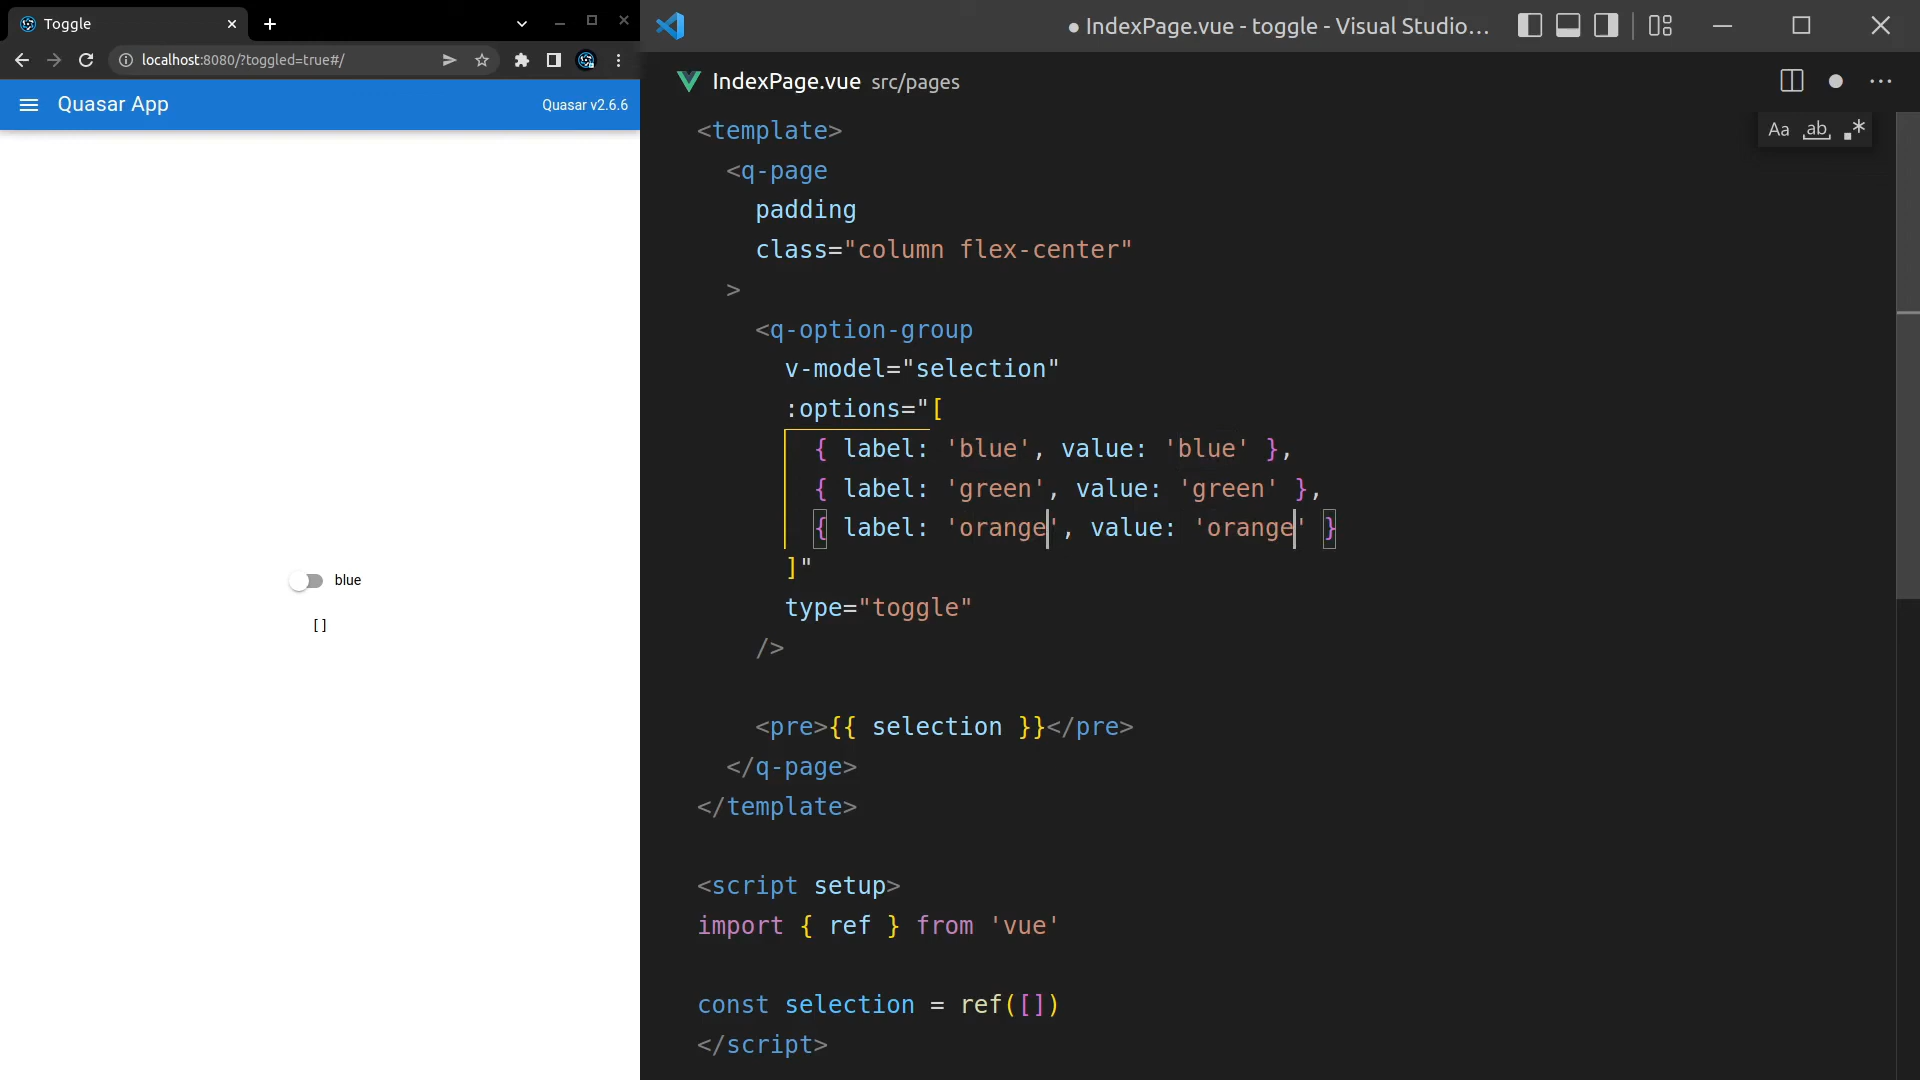 Toggle
localhost:8080/?toggled=true#/
Quasar App
Quasar v2.6.6
blue
[]
● IndexPage.vue - toggle - Visual Studio...
IndexPage.vue src/pages
Aa ab .*
<template>
  <q-page
    padding
    class="column flex-center"
  >
    <q-option-group
      v-model="selection"
      :options="[
        { label: 'blue', value: 'blue' },
        { label: 'green', value: 'green' },
        { label: 'orange', value: 'orange' }
      ]"
      type="toggle"
    />
    <pre>{{ selection }}</pre>
  </q-page>
</template>
<script setup>
import { ref } from 'vue'
const selection = ref([])
</script>